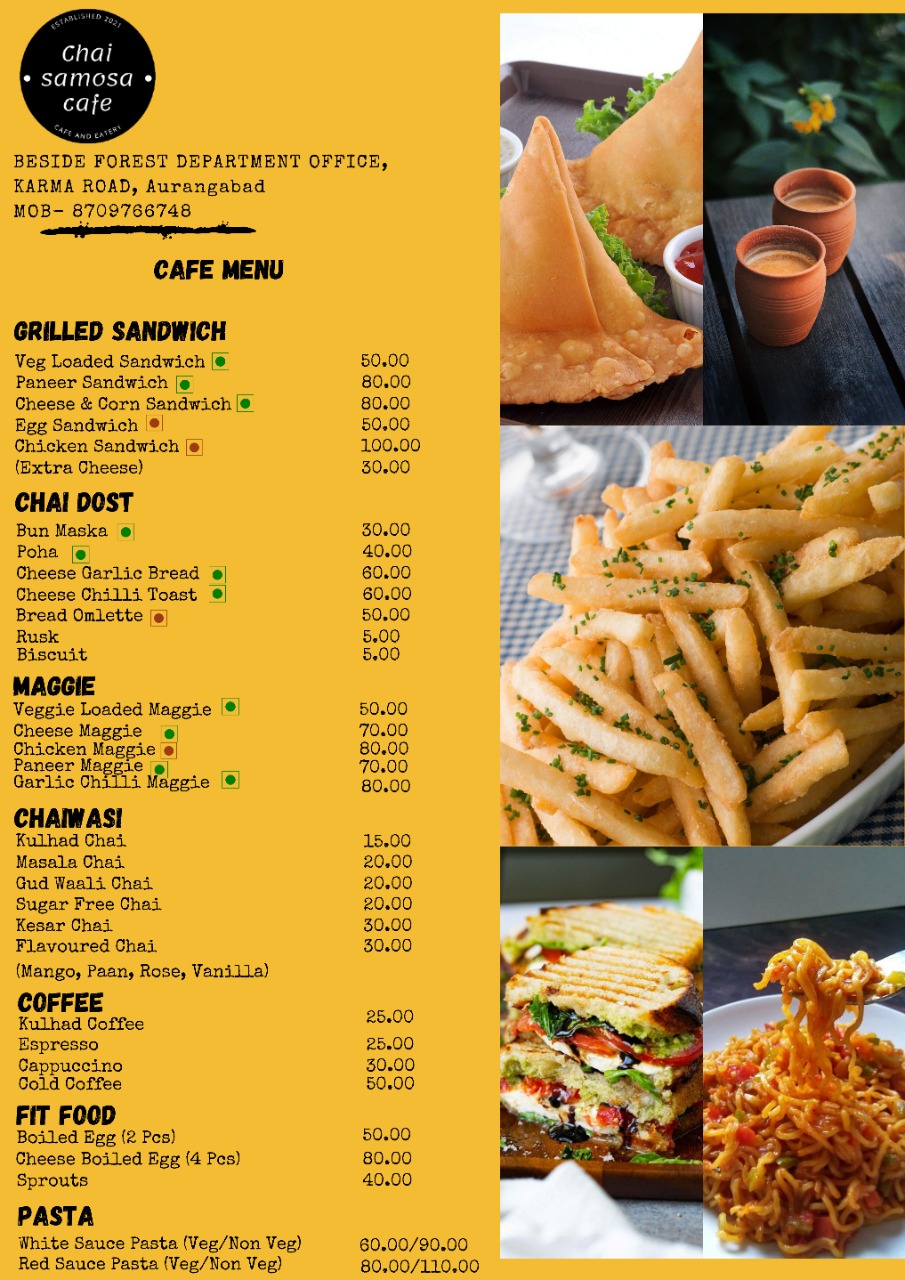 ESTABLISHED 2021
Chai
samosa
cafe
CAFE AND EATERY
BESIDE FOREST DEPARTMENT OFFICE,
KARMA ROAD, Aurangabad
MOB- 8709766748
CAFE MENU
GRILLED SANDWICH
Veg Loaded Sandwich 50.00
Paneer Sandwich 80.00
Cheese & Corn Sandwich 80.00
Egg Sandwich 50.00
Chicken Sandwich 100.00
(Extra Cheese) 30.00
CHAI DOST
Bun Maska 30.00
Poha 40.00
Cheese Garlic Bread 60.00
Cheese Chilli Toast 60.00
Bread Omlette 50.00
Rusk 5.00
Biscuit 5.00
MAGGIE
Veggie Loaded Maggie 50.00
Cheese Maggie 70.00
Chicken Maggie 80.00
Paneer Maggie 70.00
Garlic Chilli Maggie 80.00
CHAIWASI
Kulhad Chai 15.00
Masala Chai 20.00
Gud Waali Chai 20.00
Sugar Free Chai 20.00
Kesar Chai 30.00
Flavoured Chai 30.00
(Mango, Paan, Rose, Vanilla)
COFFEE
Kulhad Coffee 25.00
Espresso 25.00
Cappuccino 30.00
Cold Coffee 50.00
FIT FOOD
Boiled Egg (2 Pcs) 50.00
Cheese Boiled Egg (4 Pcs) 80.00
Sprouts 40.00
PASTA
White Sauce Pasta (Veg/Non Veg) 60.00/90.00
Red Sauce Pasta (Veg/Non Veg) 80.00/110.00